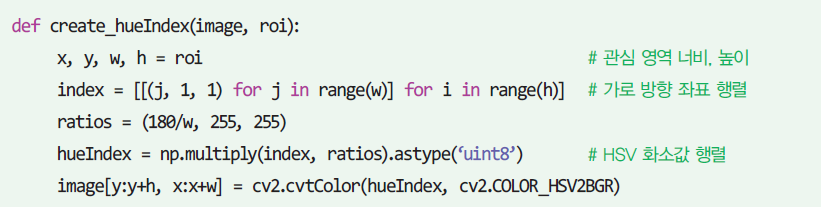 def create_hueIndex(image, roi):
x, y, w, h = roi # 관심 영역 너비, 높이
index = [[(j, 1, 1) for j in range(w)] for i in range(h)] # 가로 방향 좌표 행렬
ratios = (180/w, 255, 255)
hueIndex = np.multiply(index, ratios).astype(‘uint8’) # HSV 화소값 행렬
image[y:y+h, x:x+w] = cv2.cvtColor(hueIndex, cv2.COLOR_HSV2BGR)